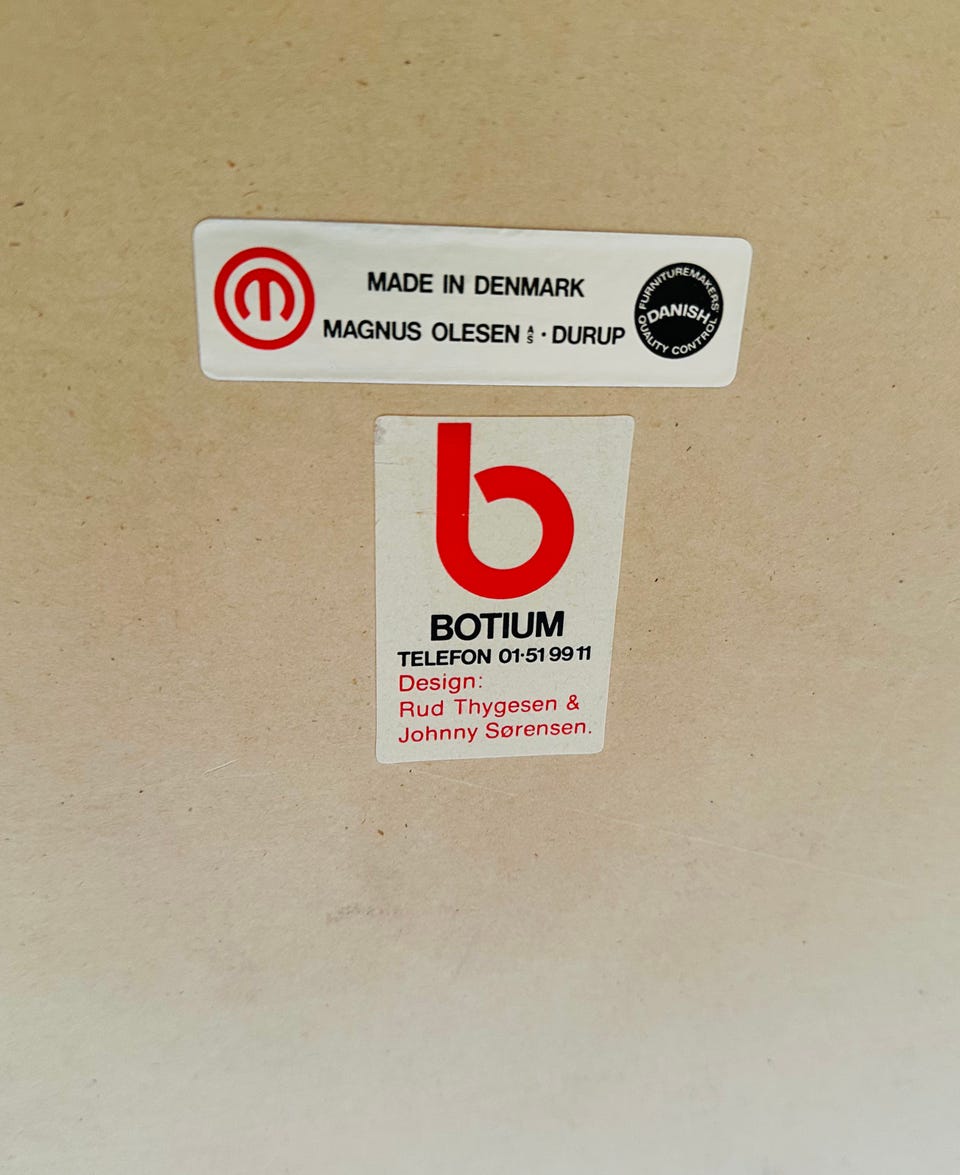 MADE IN DENMARK
MAGNUS OLESEN A/S · DURUP
FURNITUREMAKERS'
DANISH
QUALITY CONTROL
b
BOTIUM
TELEFON 01·51 99 11
Design:
Rud Thygesen &
Johnny Sørensen.